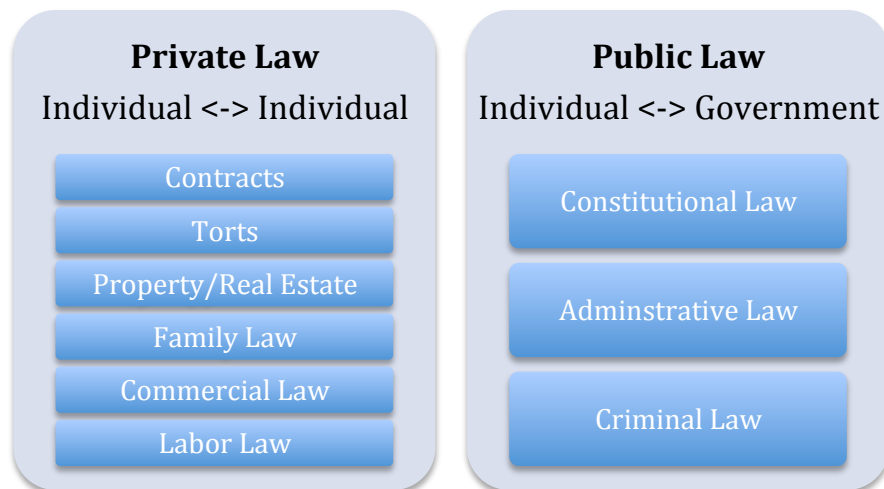 Private Law
Individual <-> Individual
Contracts
Torts
Property/Real Estate
Family Law
Commercial Law
Labor Law
Public Law
Individual <-> Government
Constitutional Law
Adminstrative Law
Criminal Law